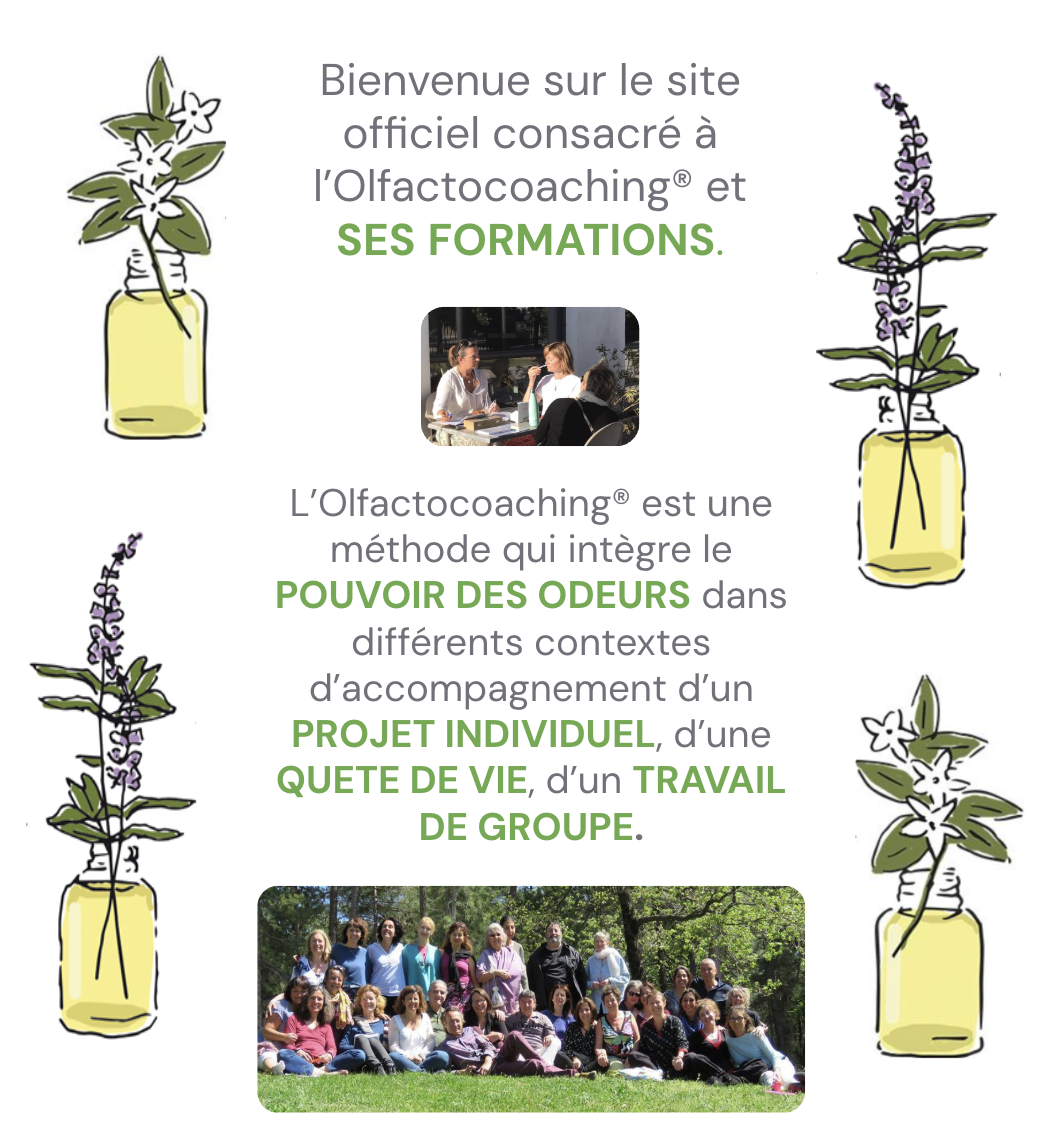 Bienvenue sur le site
officiel consacré à
l’Olfactocoaching® et
SES FORMATIONS.
L’Olfactocoaching® est une
méthode qui intègre le
POUVOIR DES ODEURS dans
différents contextes
d’accompagnement d’un
PROJET INDIVIDUEL, d’une
QUETE DE VIE, d’un TRAVAIL
DE GROUPE.